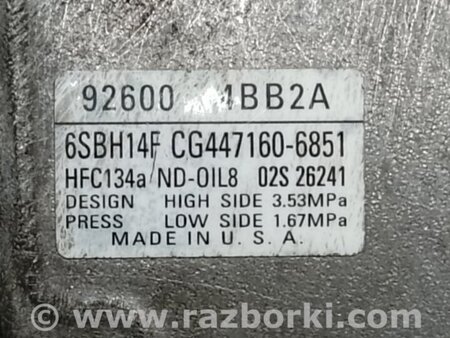 92600 4BB2A
6SBH14F CG447160-6851
HFC134a/ND-OIL8 02S 26241
DESIGN HIGH SIDE 3.53MPa
PRESS LOW SIDE 1.67MPa
MADE IN U.S.A.
© www.razborki.com